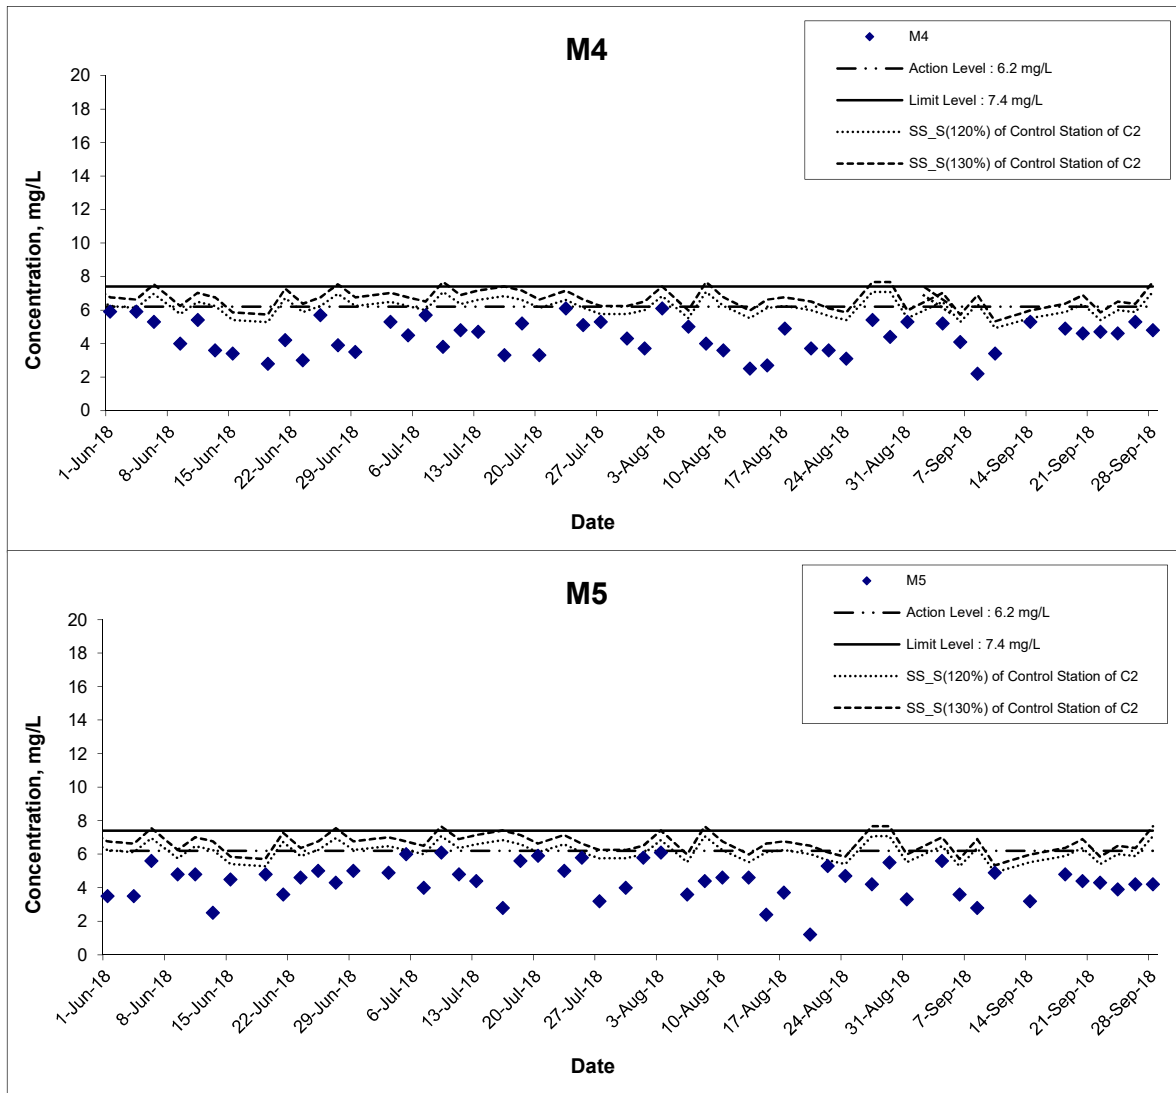 M4
M4
Action Level : 6.2 mg/L
Limit Level : 7.4 mg/L
SS_S(120%) of Control Station of C2
SS_S(130%) of Control Station of C2
Concentration, mg/L
20
18
16
14
12
10
8
6
4
2
0
1-Jun-18
8-Jun-18
15-Jun-18
22-Jun-18
29-Jun-18
6-Jul-18
13-Jul-18
20-Jul-18
27-Jul-18
3-Aug-18
10-Aug-18
17-Aug-18
24-Aug-18
31-Aug-18
7-Sep-18
14-Sep-18
21-Sep-18
28-Sep-18
Date
M5
M5
Action Level : 6.2 mg/L
Limit Level : 7.4 mg/L
SS_S(120%) of Control Station of C2
SS_S(130%) of Control Station of C2
Concentration, mg/L
20
18
16
14
12
10
8
6
4
2
0
1-Jun-18
8-Jun-18
15-Jun-18
22-Jun-18
29-Jun-18
6-Jul-18
13-Jul-18
20-Jul-18
27-Jul-18
3-Aug-18
10-Aug-18
17-Aug-18
24-Aug-18
31-Aug-18
7-Sep-18
14-Sep-18
21-Sep-18
28-Sep-18
Date